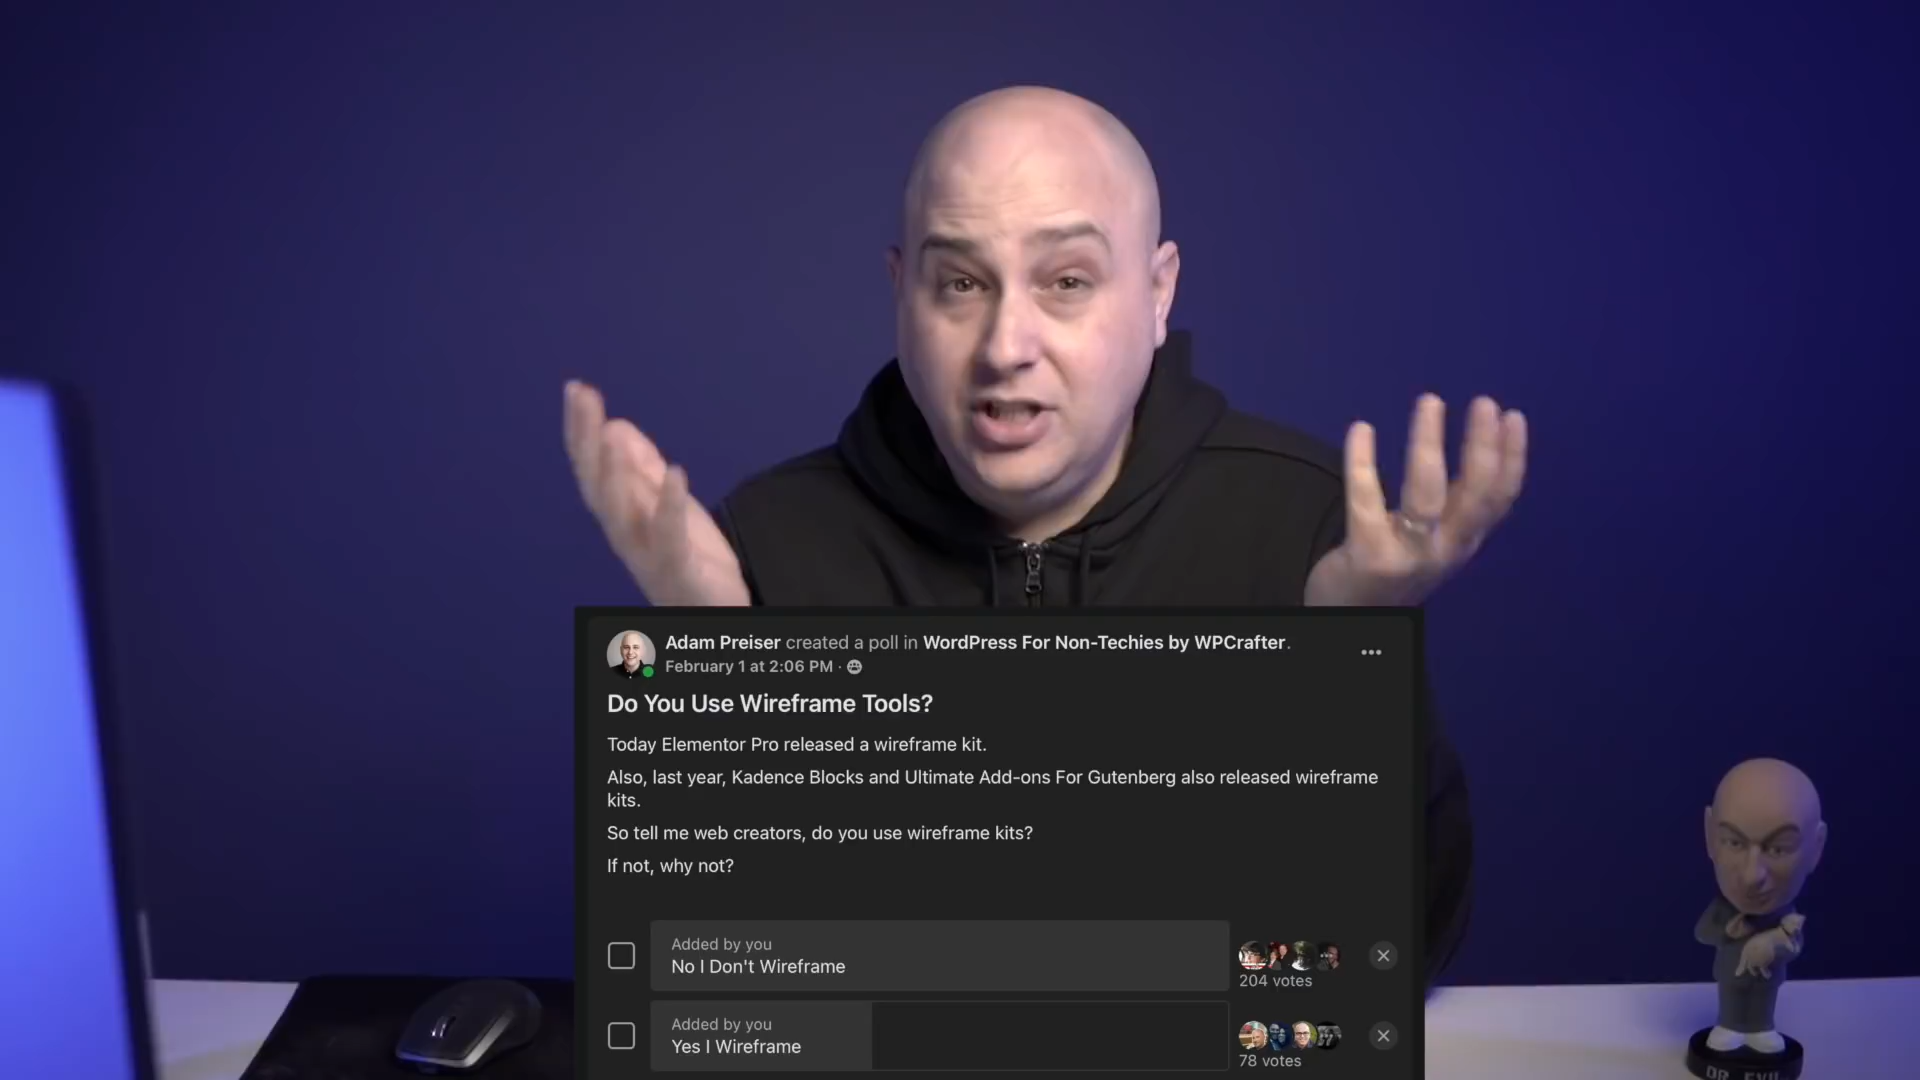 Adam Preiser created a poll in WordPress For Non-Techies by WPCrafter.
February 1 at 2:06 PM ·
Do You Use Wireframe Tools?
Today Elementor Pro released a wireframe kit.
Also, last year, Kadence Blocks and Ultimate Add-ons For Gutenberg also released wireframe
kits.
So tell me web creators, do you use wireframe kits?
If not, why not?
Added by you
No I Don't Wireframe
204 votes
Added by you
Yes I Wireframe
78 votes
DR. EVIL